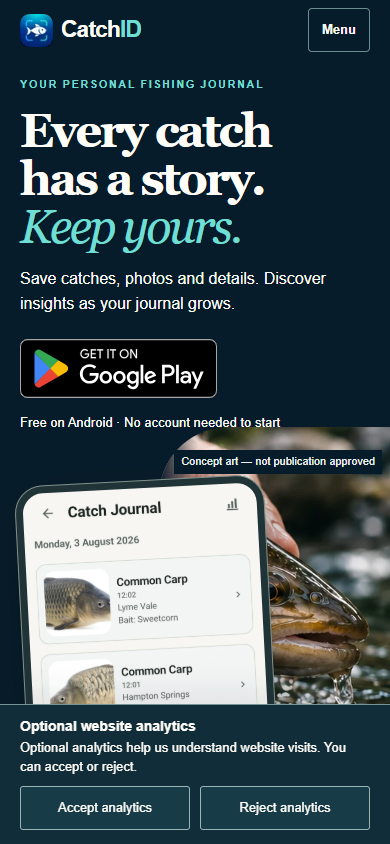 CatchID
Menu
YOUR PERSONAL FISHING JOURNAL
Every catch
has a story.
Keep yours.
Save catches, photos and details. Discover
insights as your journal grows.
GET IT ON
Google Play
Free on Android · No account needed to start
Concept art — not publication approved
Catch Journal
Monday, 3 August 2026
Common Carp
12:02
Lyme Vale
Bait: Sweetcorn
Common Carp
12:01
Hampton Springs
Optional website analytics
Optional analytics help us understand website visits. You
can accept or reject.
Accept analytics
Reject analytics